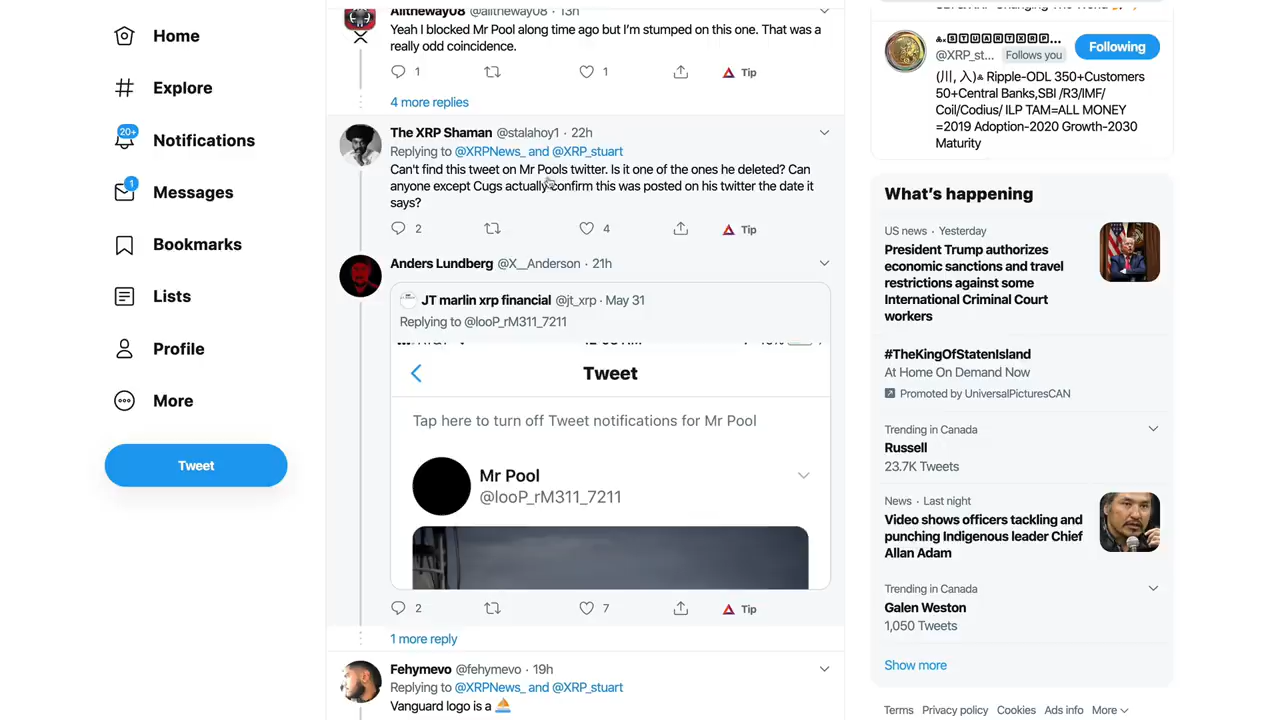 Home
Explore
20+
Notifications
1
Messages
Bookmarks
Lists
Profile
More
Tweet
Alltheway08 @alltheway08 · 13h
Yeah I blocked Mr Pool along time ago but I'm stumped on this one. That was a
really odd coincidence.
1
1
Tip
4 more replies
The XRP Shaman @stalahoy1 · 22h
Replying to @XRPNews_ and @XRP_stuart
Can't find this tweet on Mr Pools twitter. Is it one of the ones he deleted? Can
anyone except Cugs actually confirm this was posted on his twitter the date it
says?
2
4
Tip
Anders Lundberg @X__Anderson · 21h
JT marlin xrp financial @jt_xrp · May 31
Replying to @looP_rM311_7211
Tweet
Tap here to turn off Tweet notifications for Mr Pool
Mr Pool
@looP_rM311_7211
2
7
Tip
1 more reply
Fehymevo @fehymevo · 19h
Replying to @XRPNews_ and @XRP_stuart
Vanguard logo is a ⛵
🆂🆃🆄🅰🆁🆃🆇🆁🅿...
@XRP_st... Follows you
Following
(川, 入)⟁ Ripple-ODL 350+Customers
50+Central Banks,SBI /R3/IMF/
Coil/Codius/ ILP TAM=ALL MONEY
=2019 Adoption-2020 Growth-2030
Maturity
What's happening
US news · Yesterday
President Trump authorizes
economic sanctions and travel
restrictions against some
International Criminal Court
workers
#TheKingOfStatenIsland
At Home On Demand Now
Promoted by UniversalPicturesCAN
Trending in Canada
Russell
23.7K Tweets
News · Last night
Video shows officers tackling and
punching Indigenous leader Chief
Allan Adam
Trending in Canada
Galen Weston
1,050 Tweets
Show more
Terms Privacy policy Cookies Ads info More